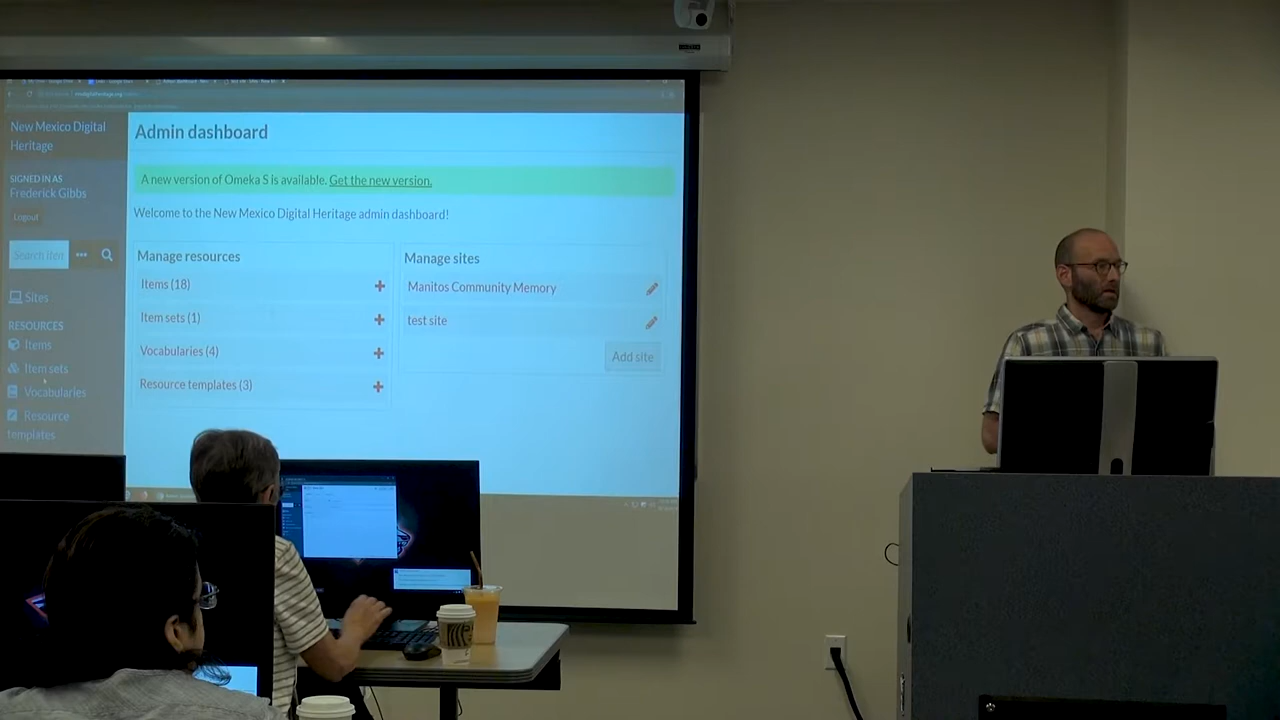 New Mexico Digital
Heritage
SIGNED IN AS
Frederick Gibbs
Logout
Search item
Sites
RESOURCES
Items
Item sets
Vocabularies
Resource
templates
Admin dashboard
A new version of Omeka S is available. Get the new version.
Welcome to the New Mexico Digital Heritage admin dashboard!
Manage resources
Items (18)
Item sets (1)
Vocabularies (4)
Resource templates (3)
Manage sites
Manitos Community Memory
test site
Add site